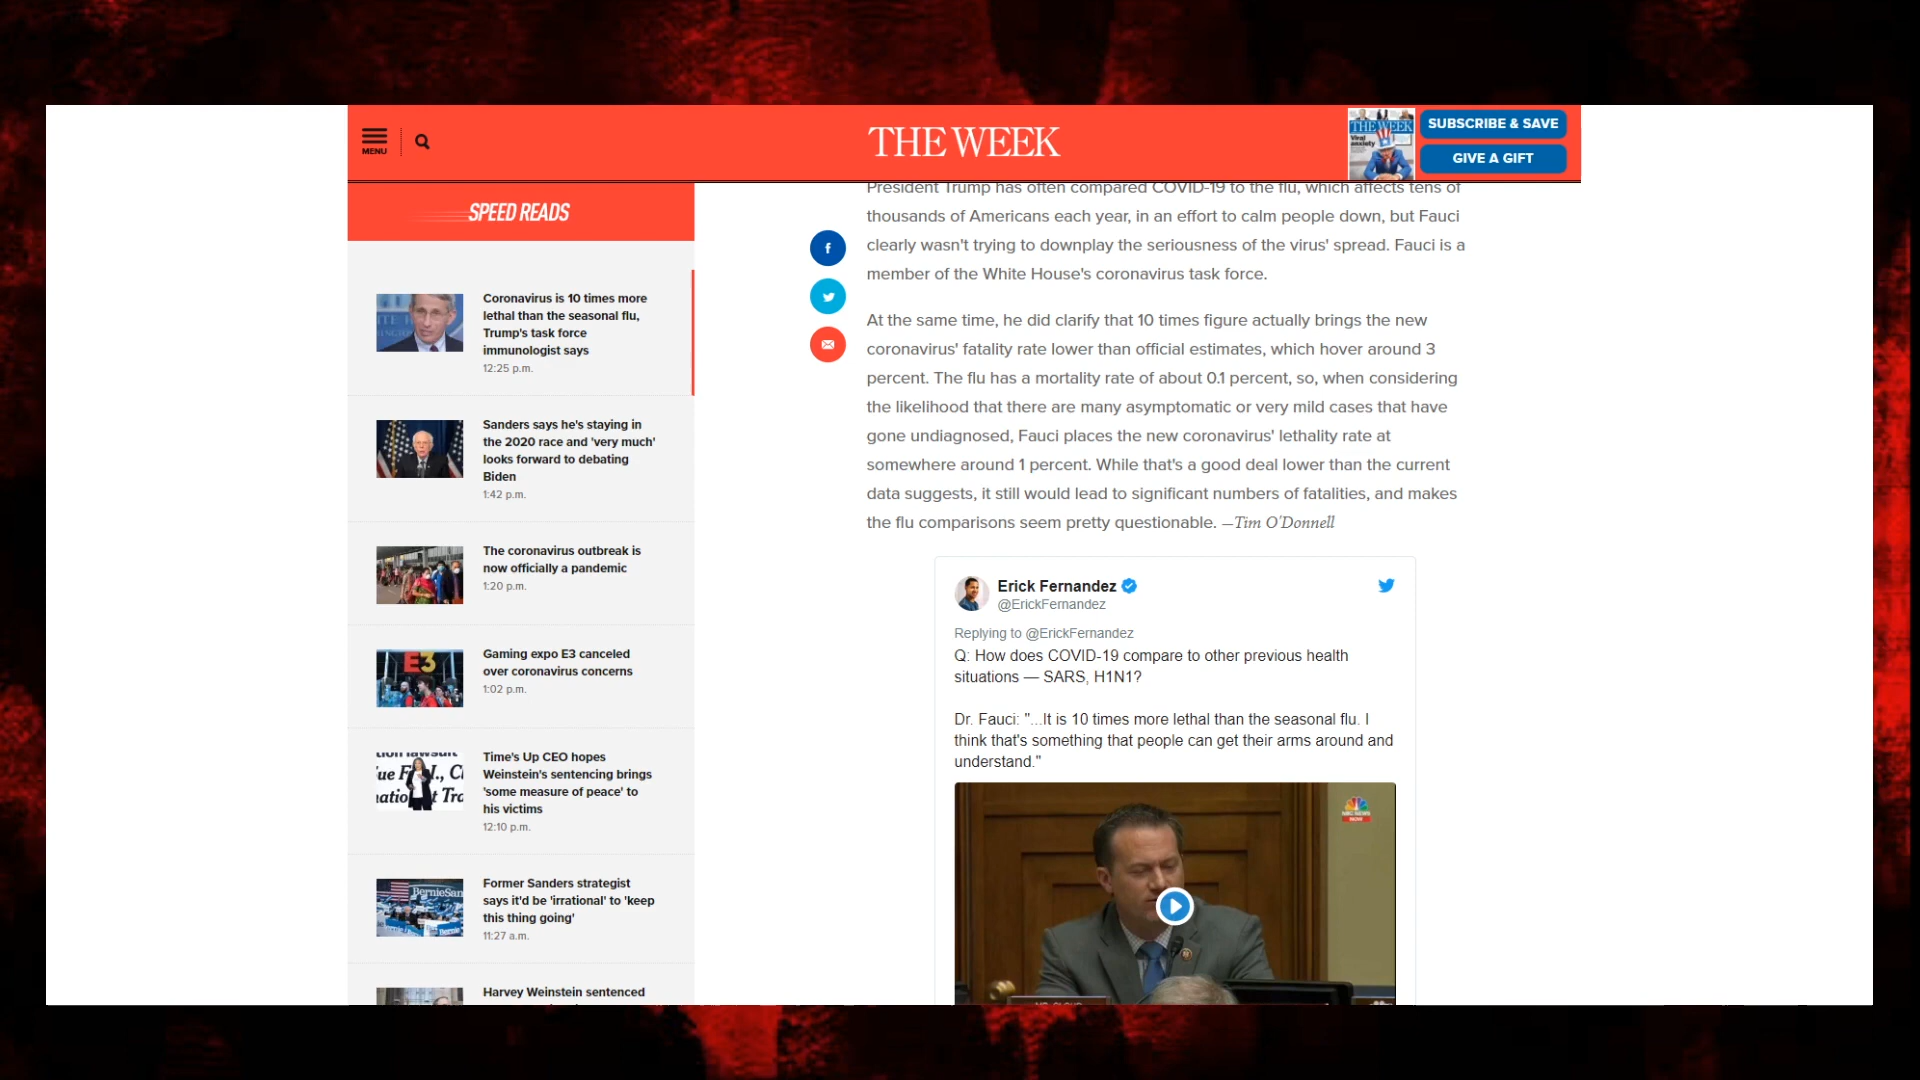 MENU
THE WEEK
THE WEEK
SUBSCRIBE & SAVE
GIVE A GIFT
SPEED READS
Coronavirus is 10 times more
lethal than the seasonal flu,
Trump's task force
immunologist says
12:25 p.m.
Sanders says he's staying in
the 2020 race and 'very much'
looks forward to debating
Biden
1:42 p.m.
The coronavirus outbreak is
now officially a pandemic
1:20 p.m.
E3
Gaming expo E3 canceled
over coronavirus concerns
1:02 p.m.
Time's Up CEO hopes
Weinstein's sentencing brings
'some measure of peace' to
his victims
12:10 p.m.
BernieSan
Former Sanders strategist
says it'd be 'irrational' to 'keep
this thing going'
11:27 a.m.
Harvey Weinstein sentenced
President Trump has often compared COVID-19 to the flu, which affects tens of
thousands of Americans each year, in an effort to calm people down, but Fauci
clearly wasn't trying to downplay the seriousness of the virus' spread. Fauci is a
member of the White House's coronavirus task force.
At the same time, he did clarify that 10 times figure actually brings the new
coronavirus' fatality rate lower than official estimates, which hover around 3
percent. The flu has a mortality rate of about 0.1 percent, so, when considering
the likelihood that there are many asymptomatic or very mild cases that have
gone undiagnosed, Fauci places the new coronavirus' lethality rate at
somewhere around 1 percent. While that's a good deal lower than the current
data suggests, it still would lead to significant numbers of fatalities, and makes
the flu comparisons seem pretty questionable. —Tim O'Donnell
Erick Fernandez
@ErickFernandez
Replying to @ErickFernandez
Q: How does COVID-19 compare to other previous health
situations — SARS, H1N1?
Dr. Fauci: "...It is 10 times more lethal than the seasonal flu. I
think that's something that people can get their arms around and
understand."
NBC NEWS
NOW